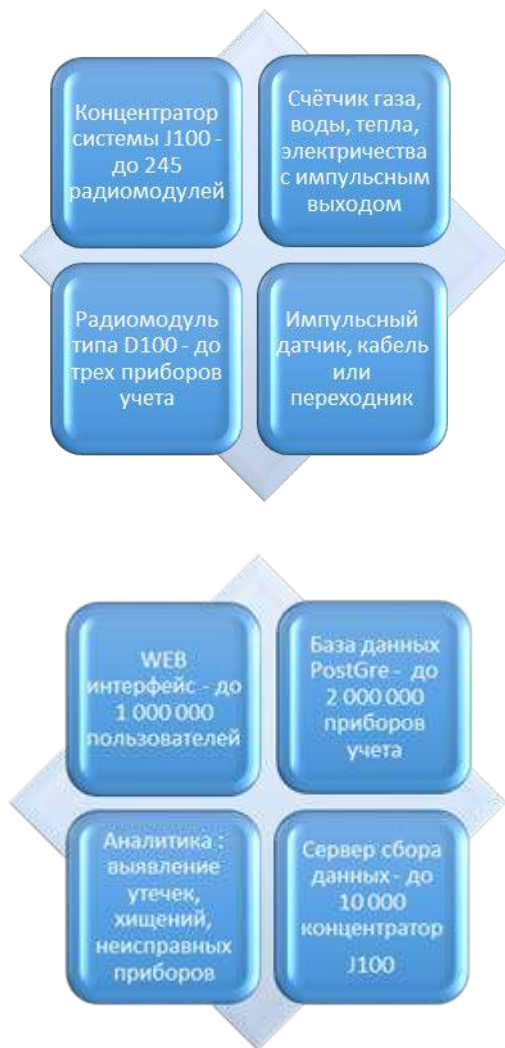 Концентратор
системы J100 -
до 245
радиомодулей
Счётчик газа,
воды, тепла,
электричества
с импульсным
выходом
Радиомодуль
типа D100 - до
трех приборов
учета
Импульсный
датчик, кабель
или
переходник
WEB
интерфейс - до
1 000 000
пользователей
База данных
PostGre - до
2 000 000
приборов
учета
Аналитика :
выявление
утечек,
хищений,
неисправных
приборов
Сервер сбора
данных - до
10 000
концентратор
J100